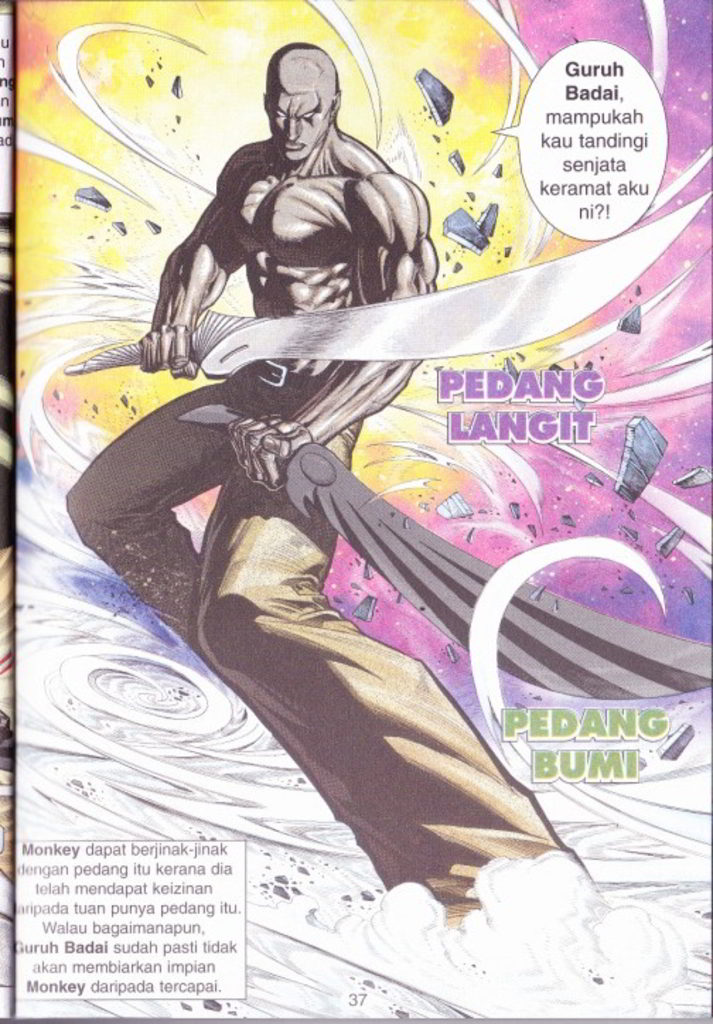 Guruh
Badai,
mampukah
kau tandingi
senjata
keramat aku
ni?!
PEDANG
LANGIT
PEDANG
BUMI
Monkey dapat berjinak-jinak
dengan pedang itu kerana dia
telah mendapat keizinan
daripada tuan punya pedang itu.
Walau bagaimanapun,
Guruh Badai sudah pasti tidak
akan membiarkan impian
Monkey daripada tercapai.
37